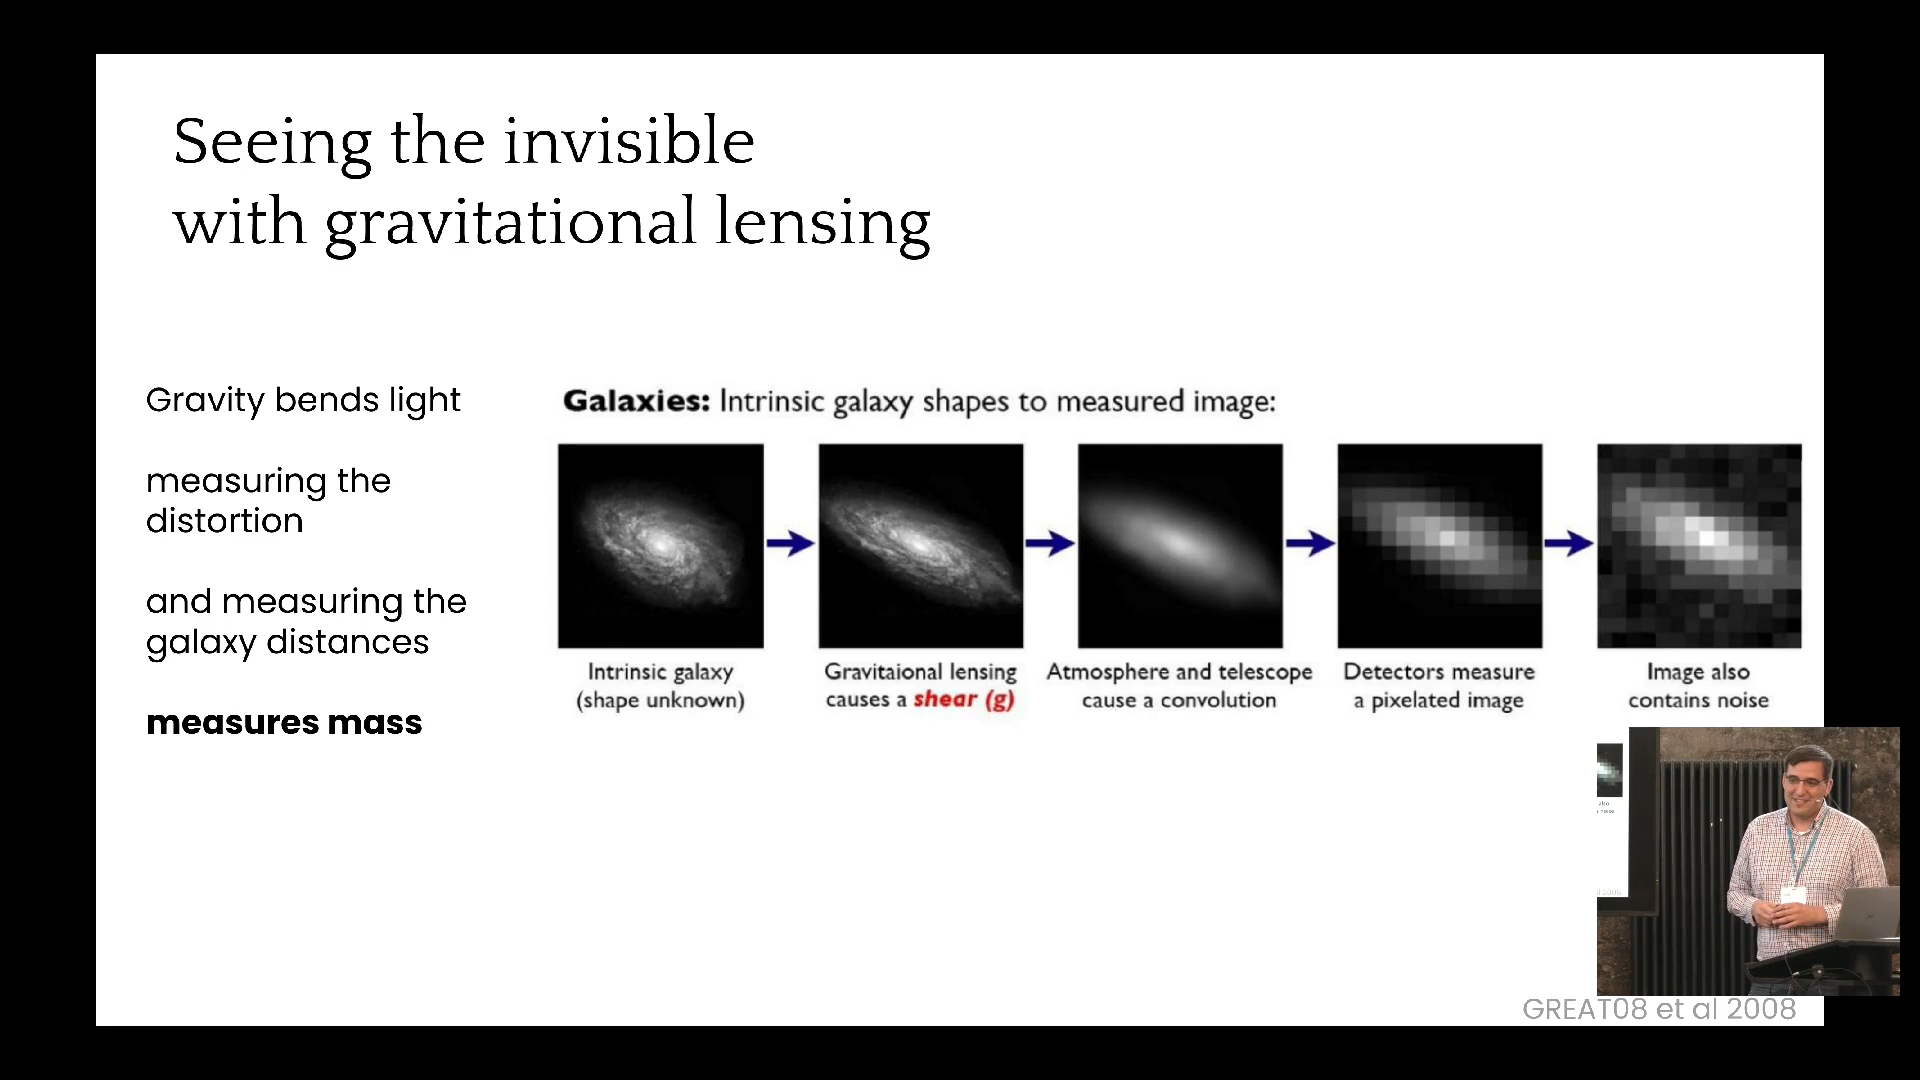 Seeing the invisible
with gravitational lensing
Gravity bends light
measuring the
distortion
and measuring the
galaxy distances
measures mass
Galaxies: Intrinsic galaxy shapes to measured image:
Intrinsic galaxy
(shape unknown)
Gravitaional lensing
causes a shear (g)
Atmosphere and telescope
cause a convolution
Detectors measure
a pixelated image
Image also
contains noise
also
noise
GREAT08 et al 2008